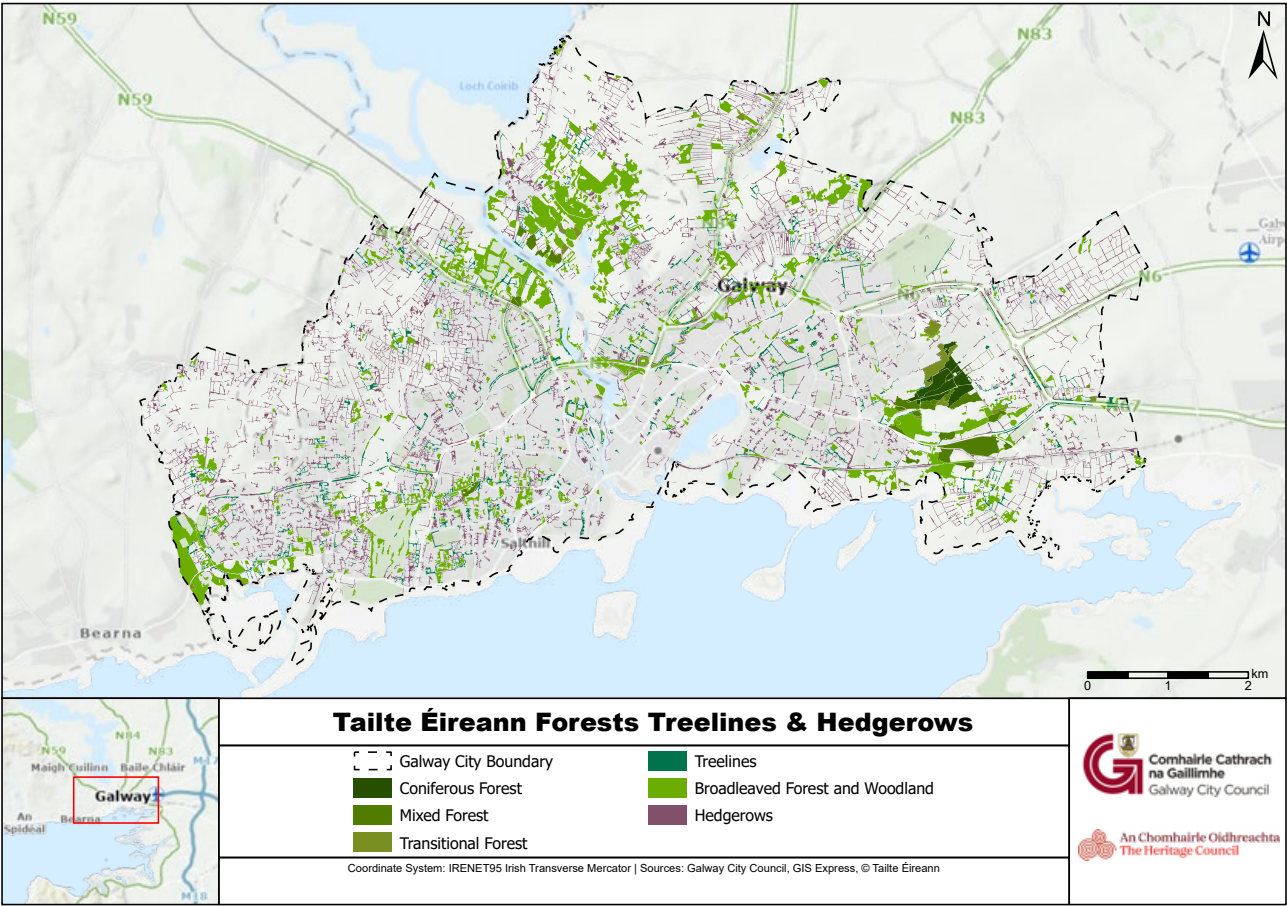 N59
N83
N
Loch Coirib
N59
N83
Galway
N6
N6
Salthill
Bearna
km
0
1
2
N84
N59
N83
M17
Maigh Cuilinn
Baile Chláir
Galway
An
Spidéal
Bearna
M18
Tailte Éireann Forests Treelines & Hedgerows
Galway City Boundary
Coniferous Forest
Mixed Forest
Transitional Forest
Treelines
Broadleaved Forest and Woodland
Hedgerows
Coordinate System: IRENET95 Irish Transverse Mercator | Sources: Galway City Council, GIS Express, © Tailte Éireann
Comhairle Cathrach
na Gaillimhe
Galway City Council
An Chomhairle Oidhreachta
The Heritage Council